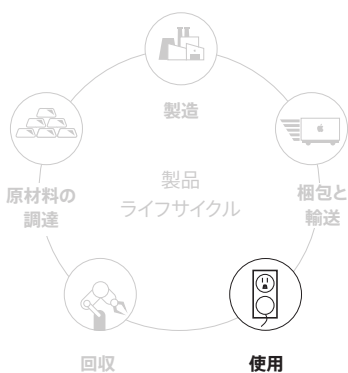 製造
原材料の
調達
製品
ライフサイクル
梱包と
輸送
回収
使用